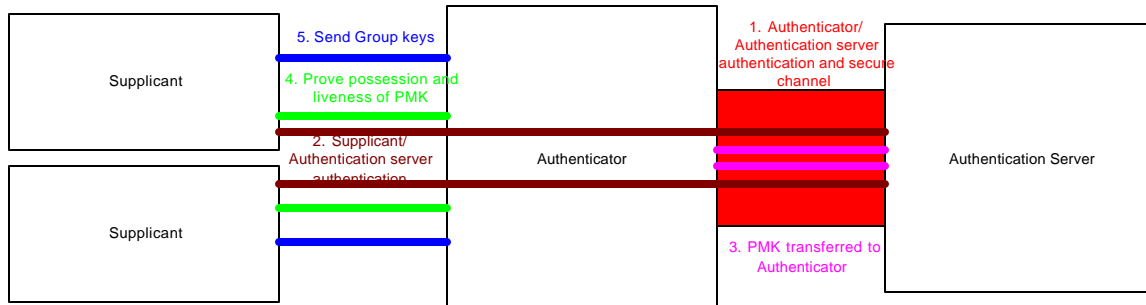 Supplicant
5. Send Group keys
4. Prove possession and
liveness of PMK
2. Supplicant/
Authentication server
authentication
Supplicant
Authenticator
1. Authenticator/
Authentication server
authentication and secure
channel
3. PMK transferred to
Authenticator
Authentication Server